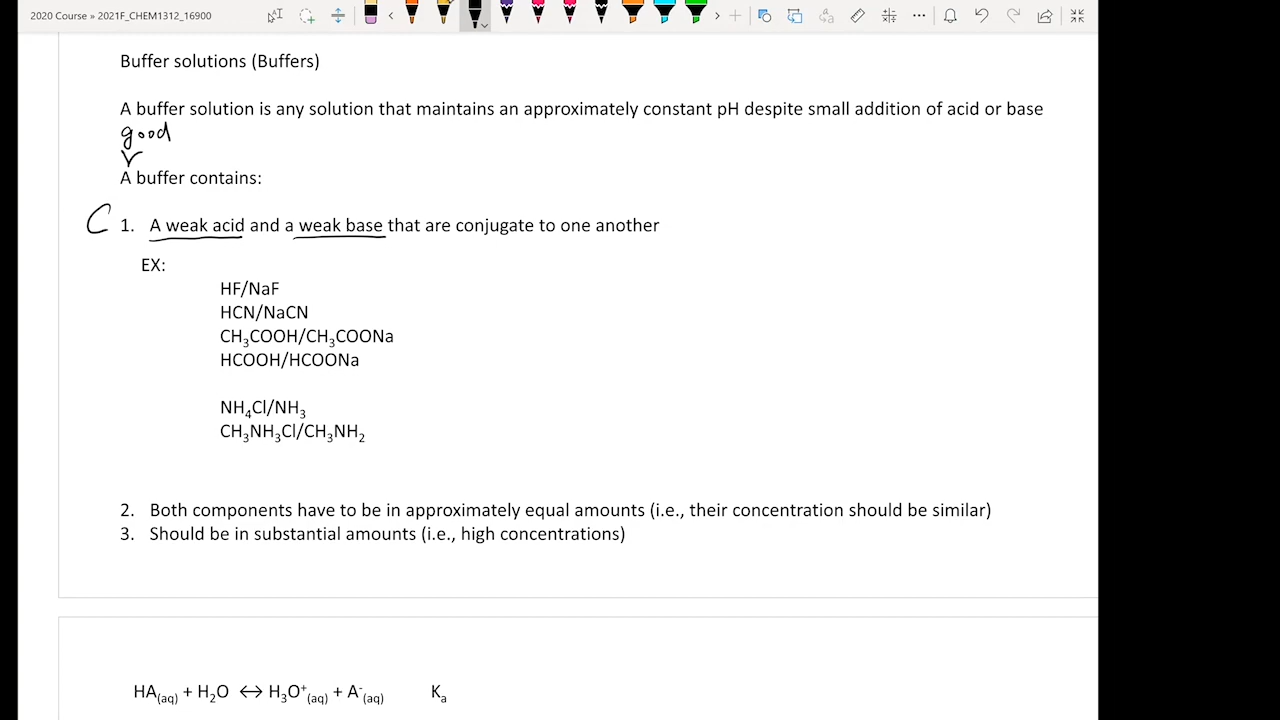 2020 Course » 2021F_CHEM1312_16900
Buffer solutions (Buffers)
A buffer solution is any solution that maintains an approximately constant pH despite small addition of acid or base
good
A buffer contains:
C 1. A weak acid and a weak base that are conjugate to one another
EX:
HF/NaF
HCN/NaCN
CH₃COOH/CH₃COONa
HCOOH/HCOONa
NH₄Cl/NH₃
CH₃NH₃Cl/CH₃NH₂
2. Both components have to be in approximately equal amounts (i.e., their concentration should be similar)
3. Should be in substantial amounts (i.e., high concentrations)
HA(aq) + H₂O ↔ H₃O⁺(aq) + A⁻(aq) Kₐ